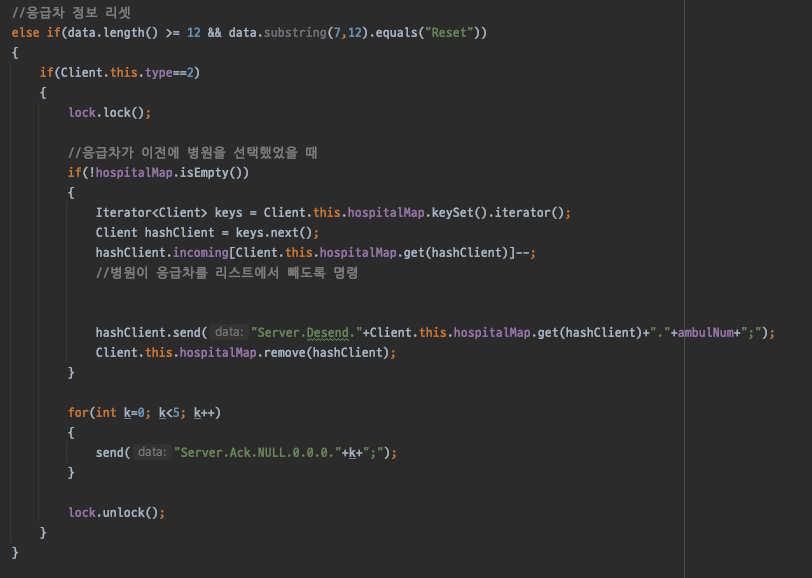 //응급차 정보 리셋
else if(data.length() >= 12 && data.substring(7,12).equals("Reset"))
{
if(Client.this.type==2)
{
lock.lock();
//응급차가 이전에 병원을 선택했었을 때
if(!hospitalMap.isEmpty())
{
Iterator<Client> keys = Client.this.hospitalMap.keySet().iterator();
Client hashClient = keys.next();
hashClient.incoming[Client.this.hospitalMap.get(hashClient)]--;
//병원이 응급차를 리스트에서 빼도록 명령
hashClient.send( data: "Server.Desend."+Client.this.hospitalMap.get(hashClient)+"."+ambulNum+";");
Client.this.hospitalMap.remove(hashClient);
}
for(int k=0; k<5; k++)
{
send( data: "Server.Ack.NULL.0.0.0."+k+";");
}
lock.unlock();
}
}